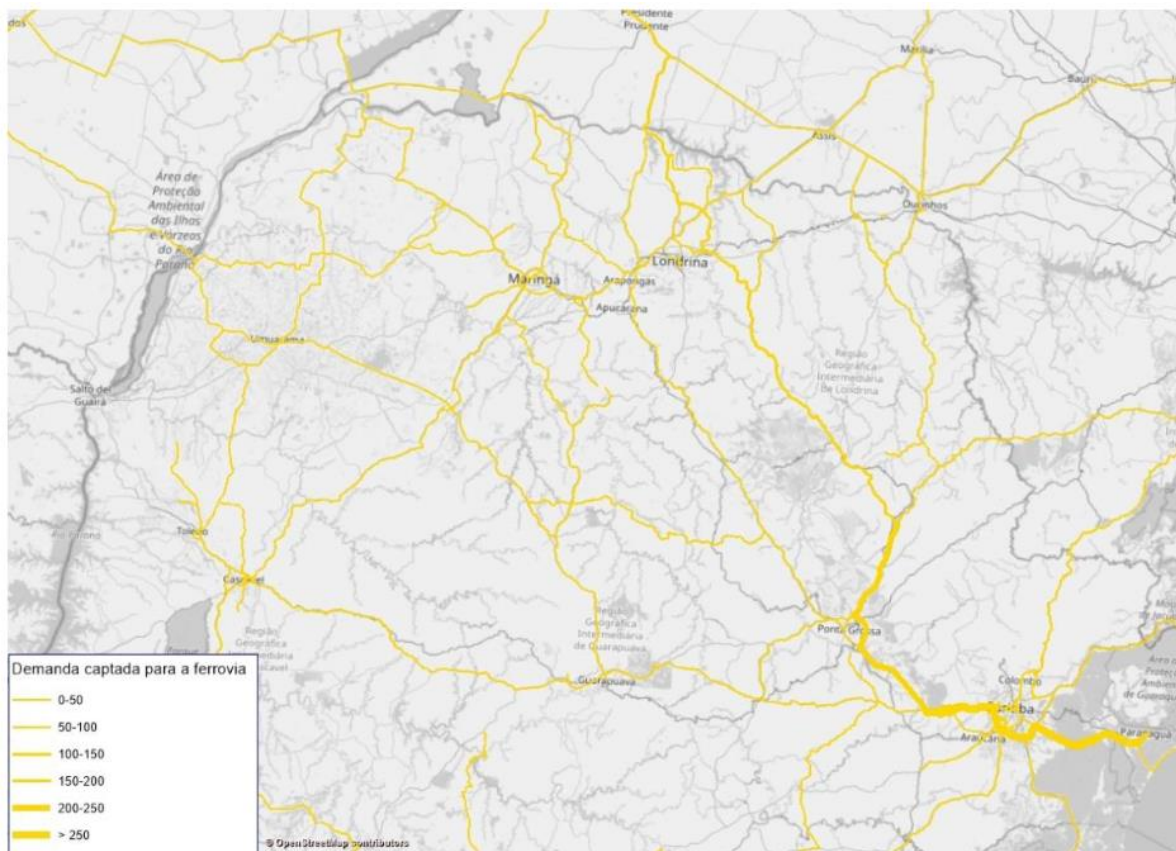 Presidente
Prudente
Marília
Bauru
Assis
Ourinhos
Área de
Proteção
Ambiental
das Ilhas
e Várzeas
do Rio
Paraná
Londrina
Maringá
Arapongas
Apucarana
Umuarama
Região
Geográfica
Intermediária
de Londrina
Salto del
Guairá
Toledo
Cascavel
Região
Geográfica
Intermediária
de Guarapuava
Região
Geográfica
Ponta Grossa
Guarapuava
Colombo
Curitiba
Araucária
Paranaguá
Demanda captada para a ferrovia
0-50
50-100
100-150
150-200
200-250
> 250
© OpenStreetMap contributors